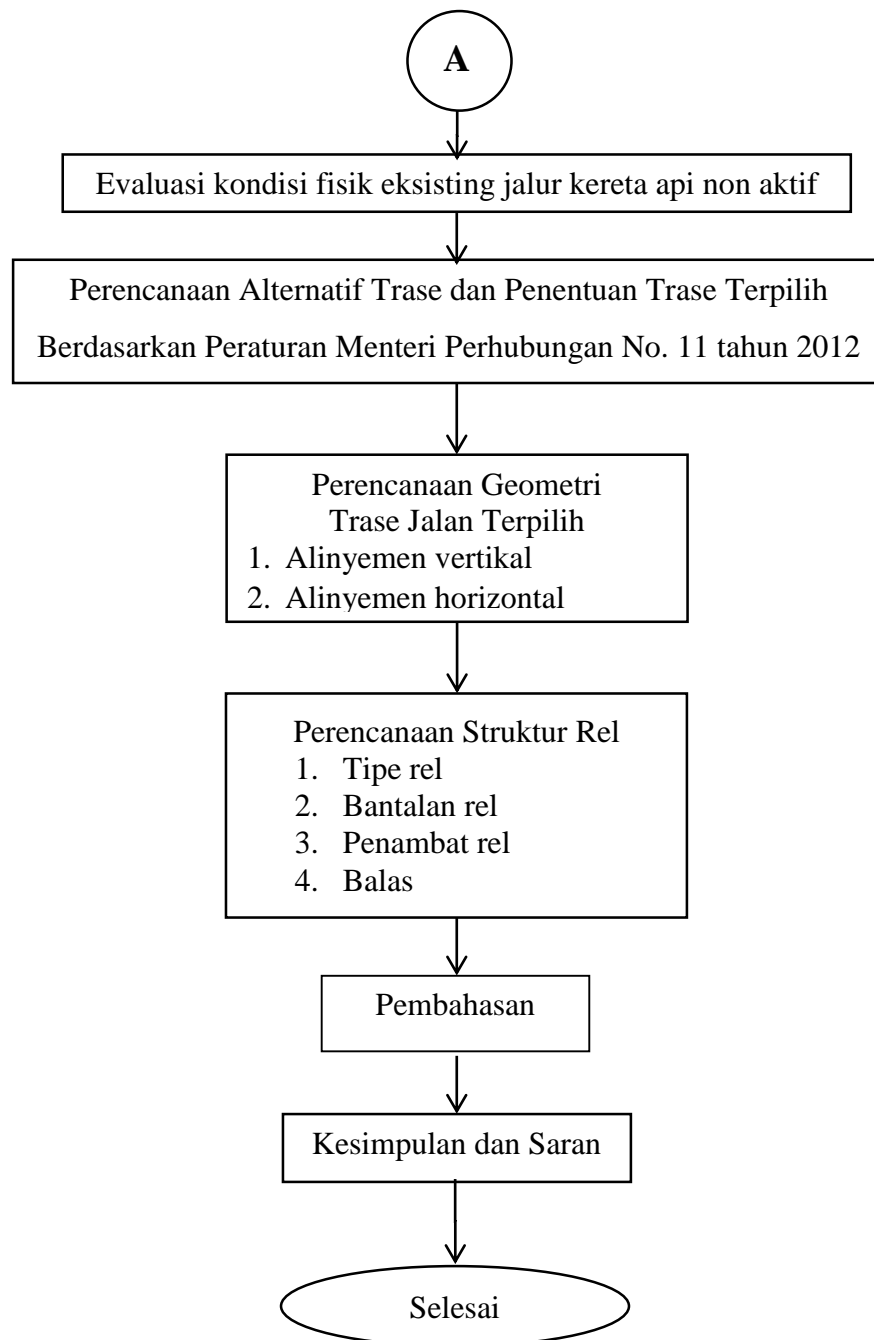 A
Evaluasi kondisi fisik eksisting jalur kereta api non aktif
Perencanaan Alternatif Trase dan Penentuan Trase Terpilih
Berdasarkan Peraturan Menteri Perhubungan No. 11 tahun 2012
Perencanaan Geometri
Trase Jalan Terpilih
1. Alinyemen vertikal
2. Alinyemen horizontal
Perencanaan Struktur Rel
1. Tipe rel
2. Bantalan rel
3. Penambat rel
4. Balas
Pembahasan
Kesimpulan dan Saran
Selesai